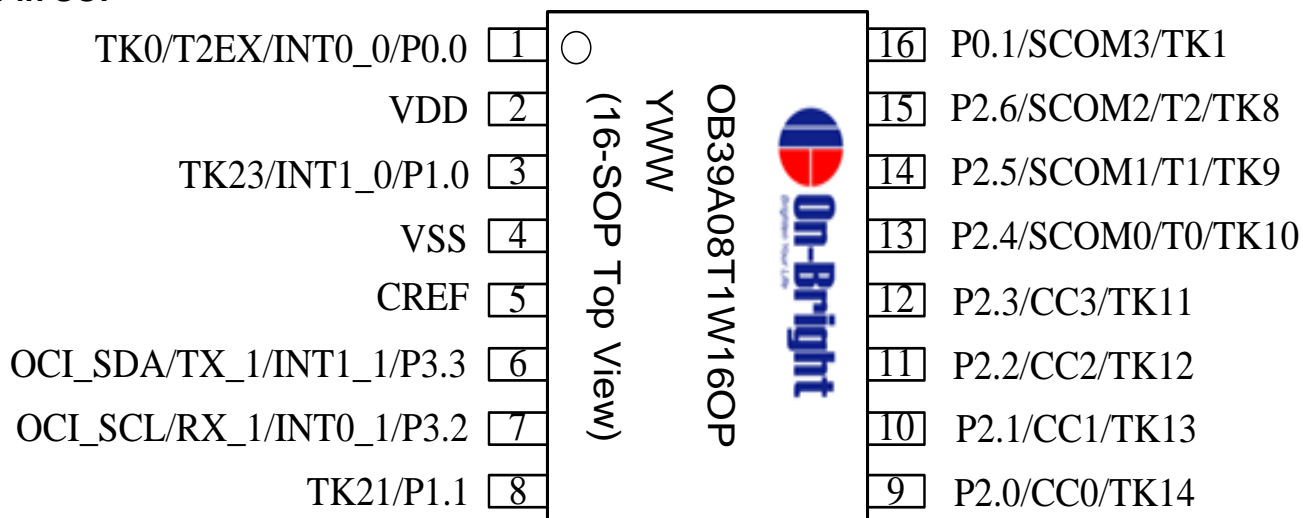 TK0/T2EX/INT0_0/P0.0 1
VDD 2
TK23/INT1_0/P1.0 3
VSS 4
CREF 5
OCI_SDA/TX_1/INT1_1/P3.3 6
OCI_SCL/RX_1/INT0_1/P3.2 7
TK21/P1.1 8
OB39A08T1W16OP
YWW
(16-SOP Top View)
On-Bright
Brighten Your Life
16 P0.1/SCOM3/TK1
15 P2.6/SCOM2/T2/TK8
14 P2.5/SCOM1/T1/TK9
13 P2.4/SCOM0/T0/TK10
12 P2.3/CC3/TK11
11 P2.2/CC2/TK12
10 P2.1/CC1/TK13
9 P2.0/CC0/TK14